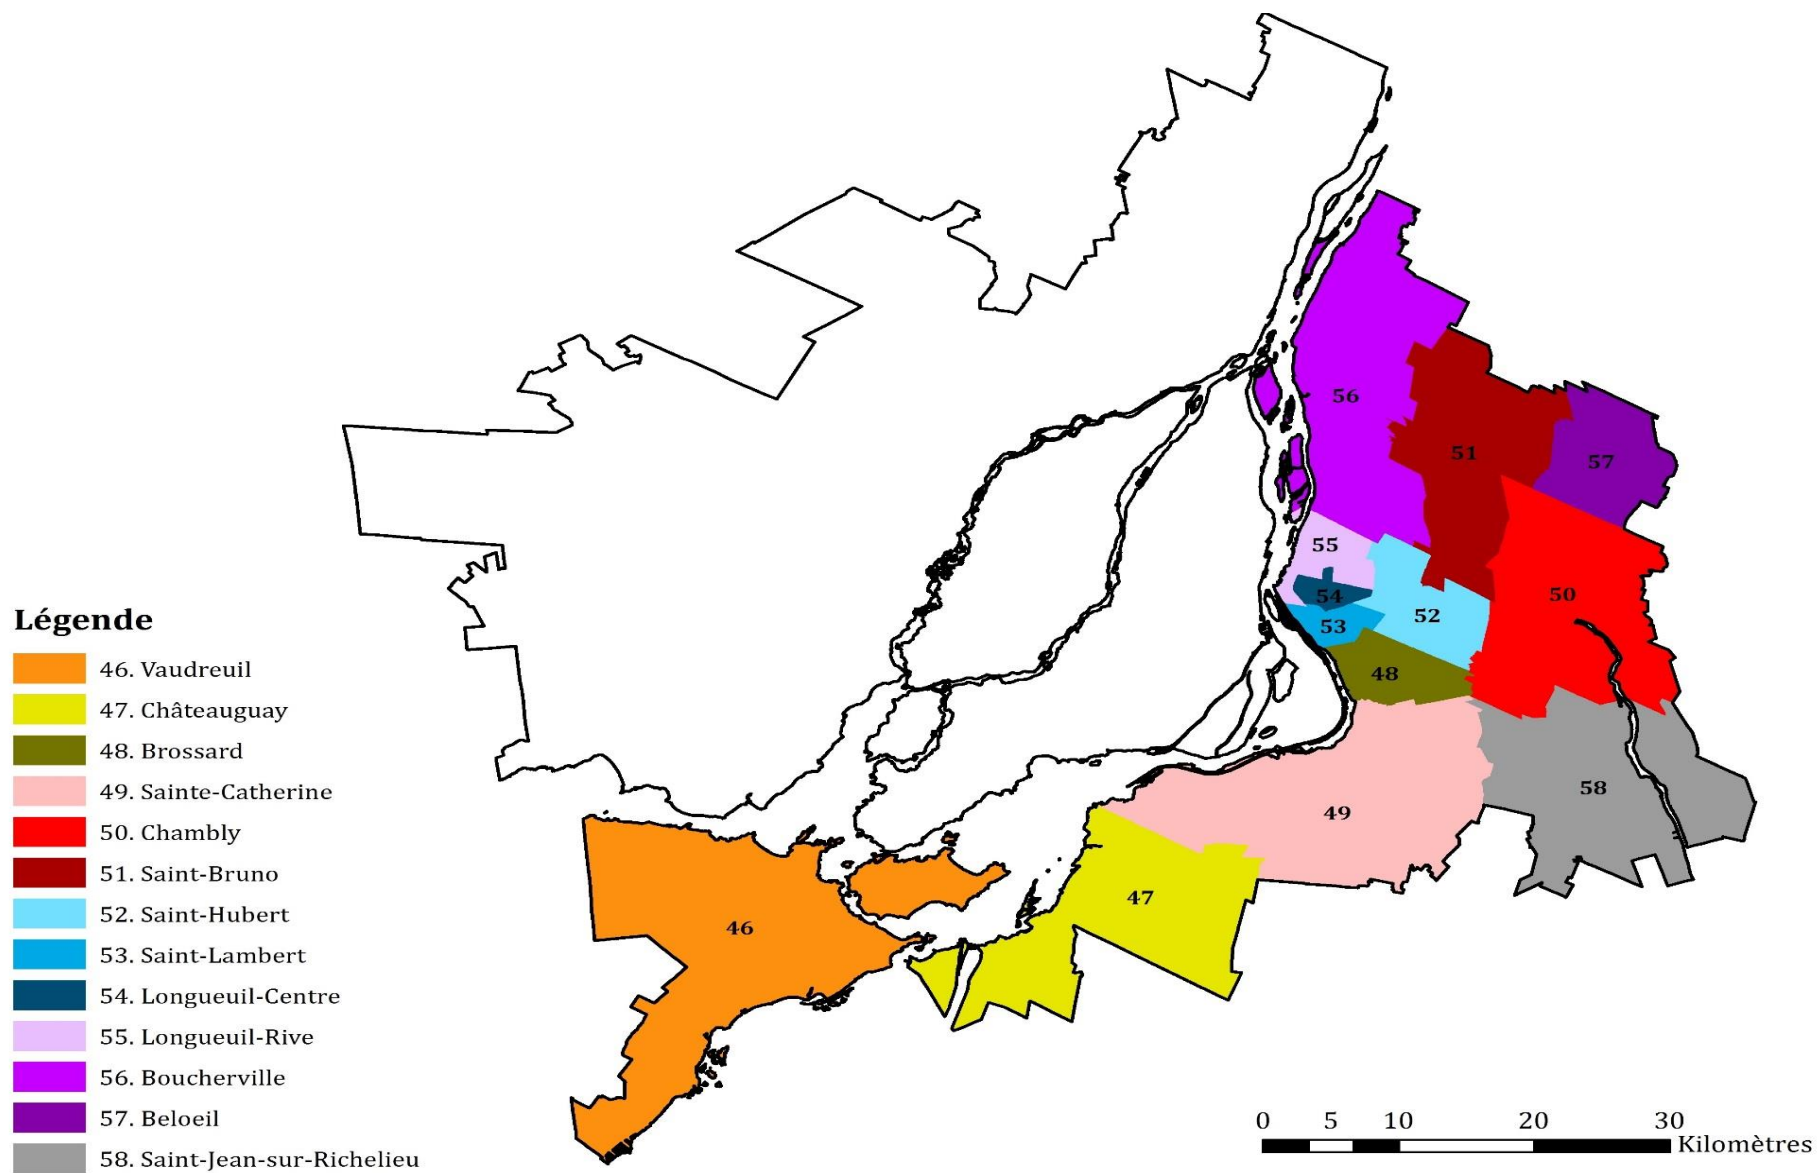 56
51
57
55
54
50
52
53
48
Légende
46. Vaudreuil
47. Châteauguay
48. Brossard
49. Sainte-Catherine
50. Chambly
51. Saint-Bruno
52. Saint-Hubert
53. Saint-Lambert
54. Longueuil-Centre
55. Longueuil-Rive
56. Boucherville
57. Beloeil
58. Saint-Jean-sur-Richelieu
58
49
47
46
0 5 10 20 30
Kilomètres